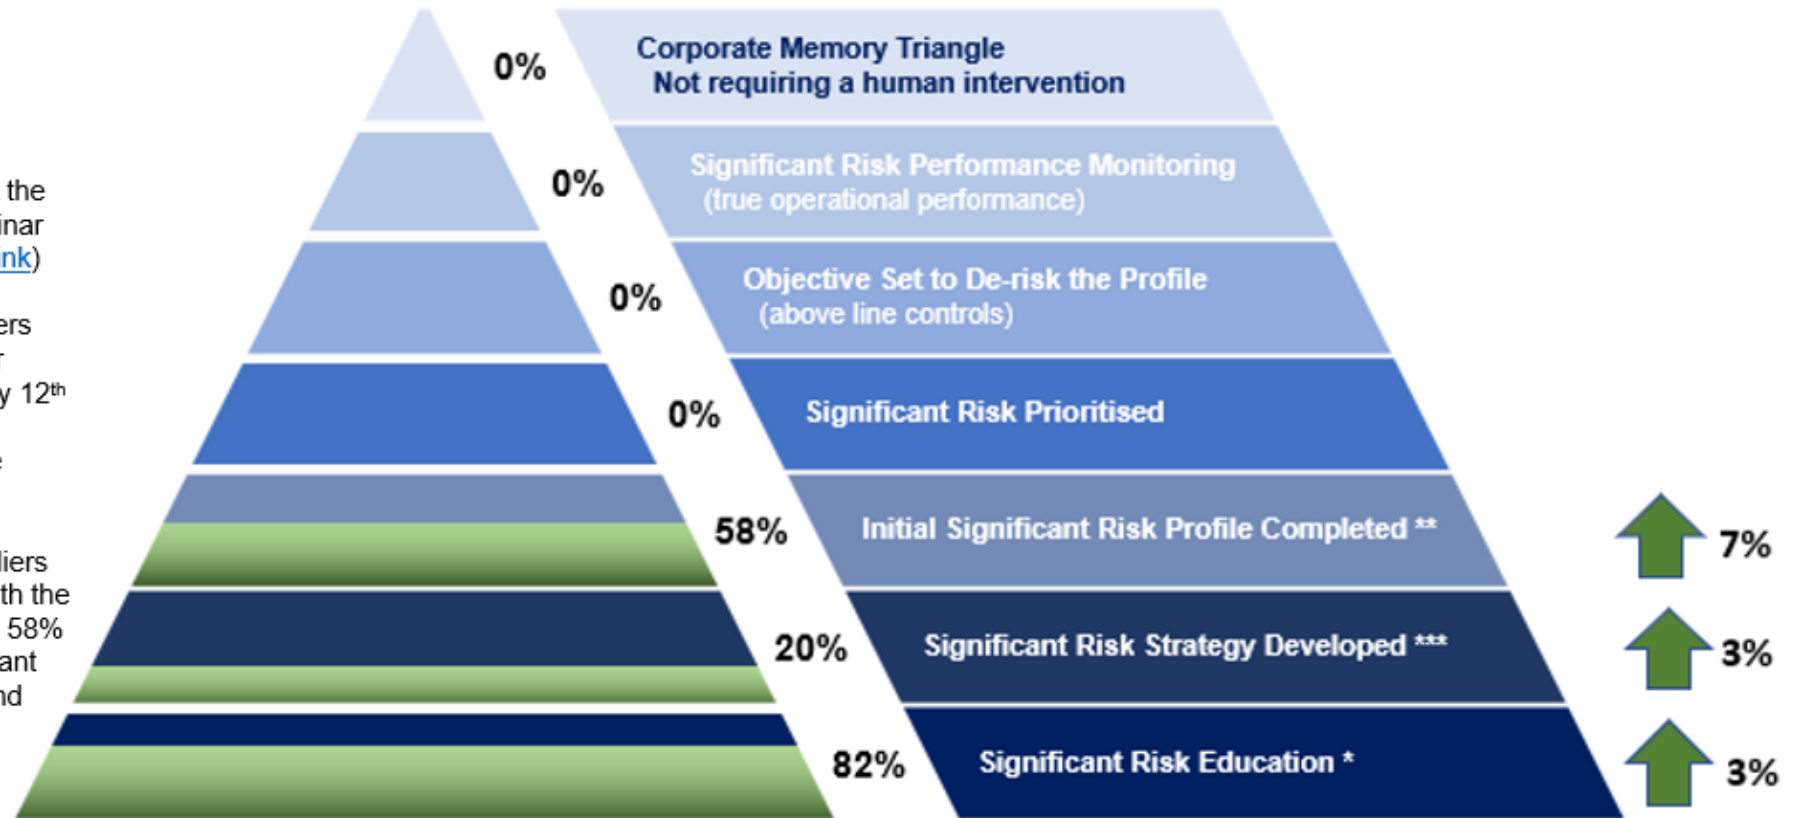 the
inar
ink)
ers
r
y 12th
e
liers
th the
58%
ant
nd
0%
Corporate Memory Triangle
Not requiring a human intervention
0%
Significant Risk Performance Monitoring
(true operational performance)
0%
Objective Set to De-risk the Profile
(above line controls)
0%
Significant Risk Prioritised
58%
Initial Significant Risk Profile Completed **
7%
20%
Significant Risk Strategy Developed ***
3%
82%
Significant Risk Education *
3%